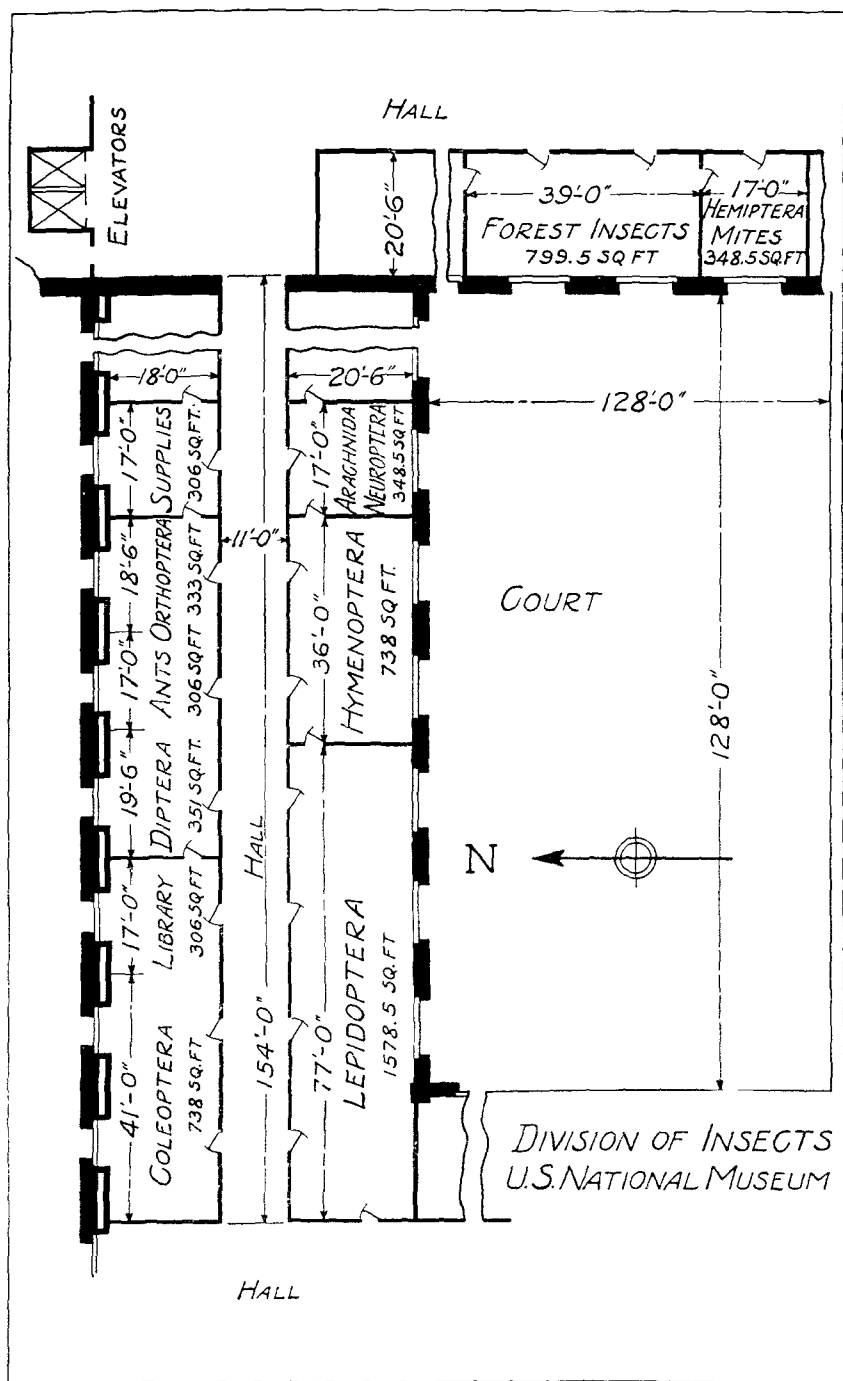 HALL
ELEVATORS
20'-6"
39'-0"
FOREST INSECTS
799.5 SQ FT
17'-0"
HEMIPTERA
MITES
348.5 SQ FT
18'-0"
20'-6"
128'-0"
17'-0"
SUPPLIES
306 SQ.FT.
17'-0"
ARACHNIDA
NEUROPTERA
348.5 SQ FT
11'-0"
18'-6"
ORTHOPTERA
333 SQ.FT
36'-0"
HYMENOPTERA
738 SQ FT.
COURT
17'-0"
ANTS
306 SQ FT
128'-0"
19'-6"
DIPTERA
351 SQ.FT.
HALL
N
17'-0"
LIBRARY
306 SQ FT
154'-0"
77'-0"
LEPIDOPTERA
1578.5 SQ.FT
41'-0"
COLEOPTERA
738 SQ.FT
DIVISION OF INSECTS
U.S. NATIONAL MUSEUM
HALL